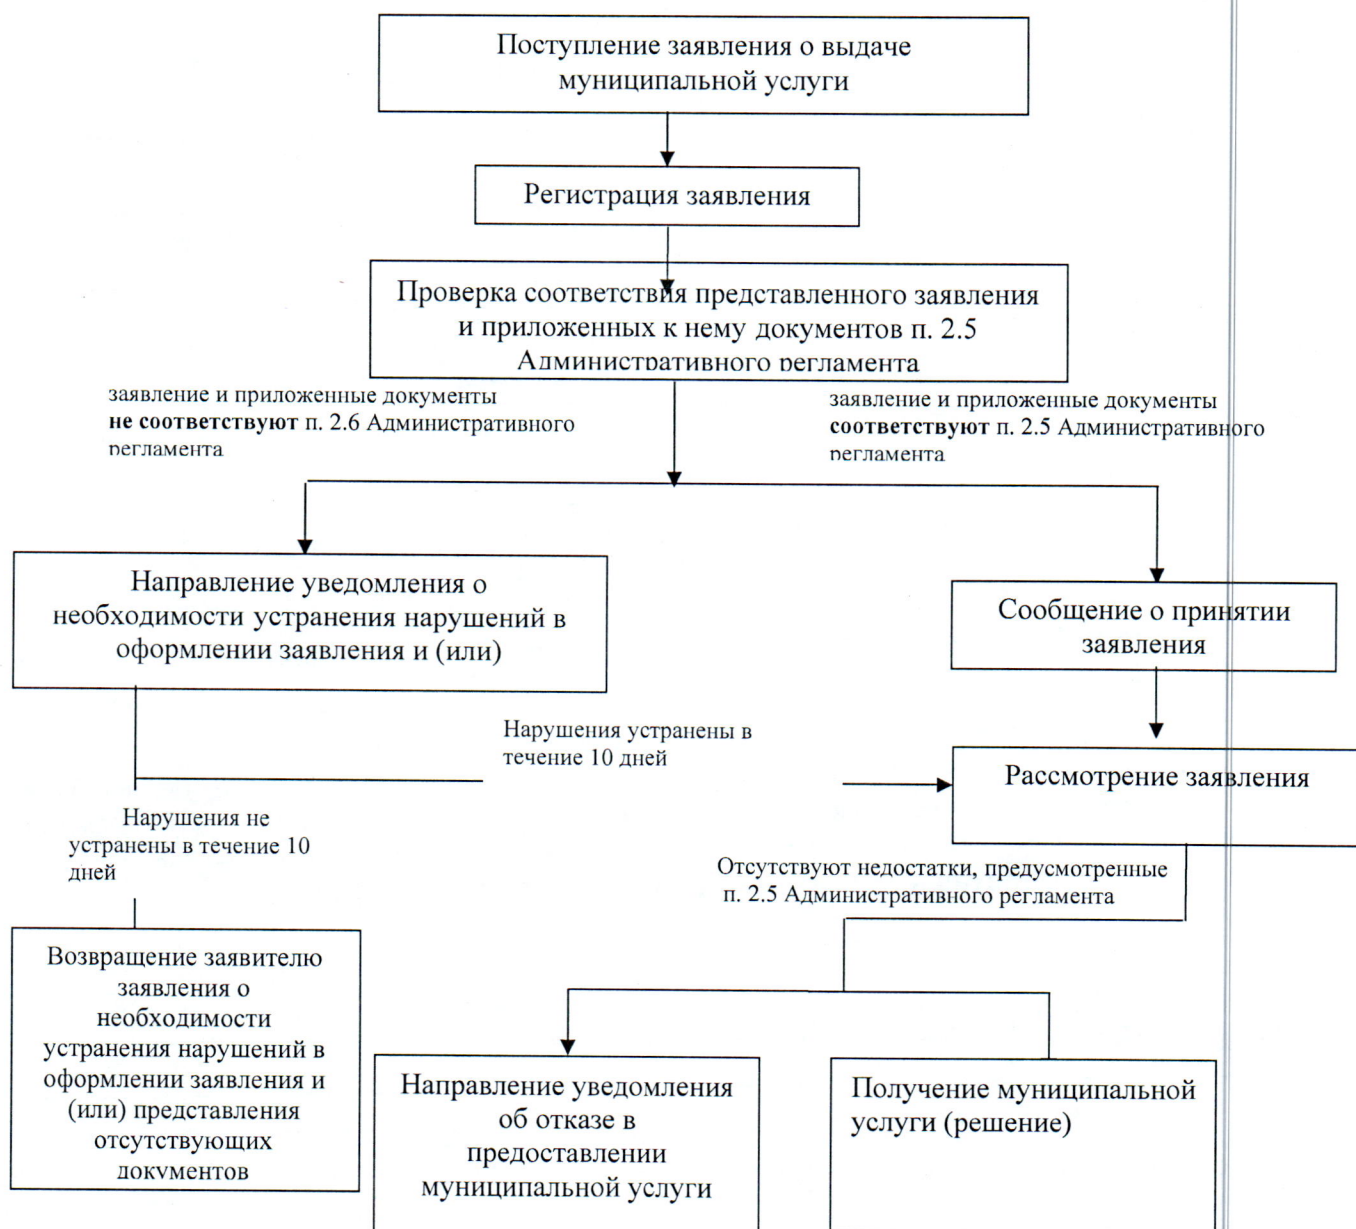 Поступление заявления о выдаче
муниципальной услуги
Регистрация заявления
Проверка соответствия представленного заявления
и приложенных к нему документов п. 2.5
Административного регламента
заявление и приложенные документы
не соответствуют п. 2.6 Административного
регламента
заявление и приложенные документы
соответствуют п. 2.5 Административного
регламента
Направление уведомления о
необходимости устранения нарушений в
оформлении заявления и (или)
Сообщение о принятии
заявления
Нарушения устранены в
течение 10 дней
Рассмотрение заявления
Нарушения не
устранены в течение 10
дней
Отсутствуют недостатки, предусмотренные
п. 2.5 Административного регламента
Возвращение заявителю
заявления о
необходимости
устранения нарушений в
оформлении заявления и
(или) представления
отсутствующих
документов
Направление уведомления
об отказе в
предоставлении
муниципальной услуги
Получение муниципальной
услуги (решение)